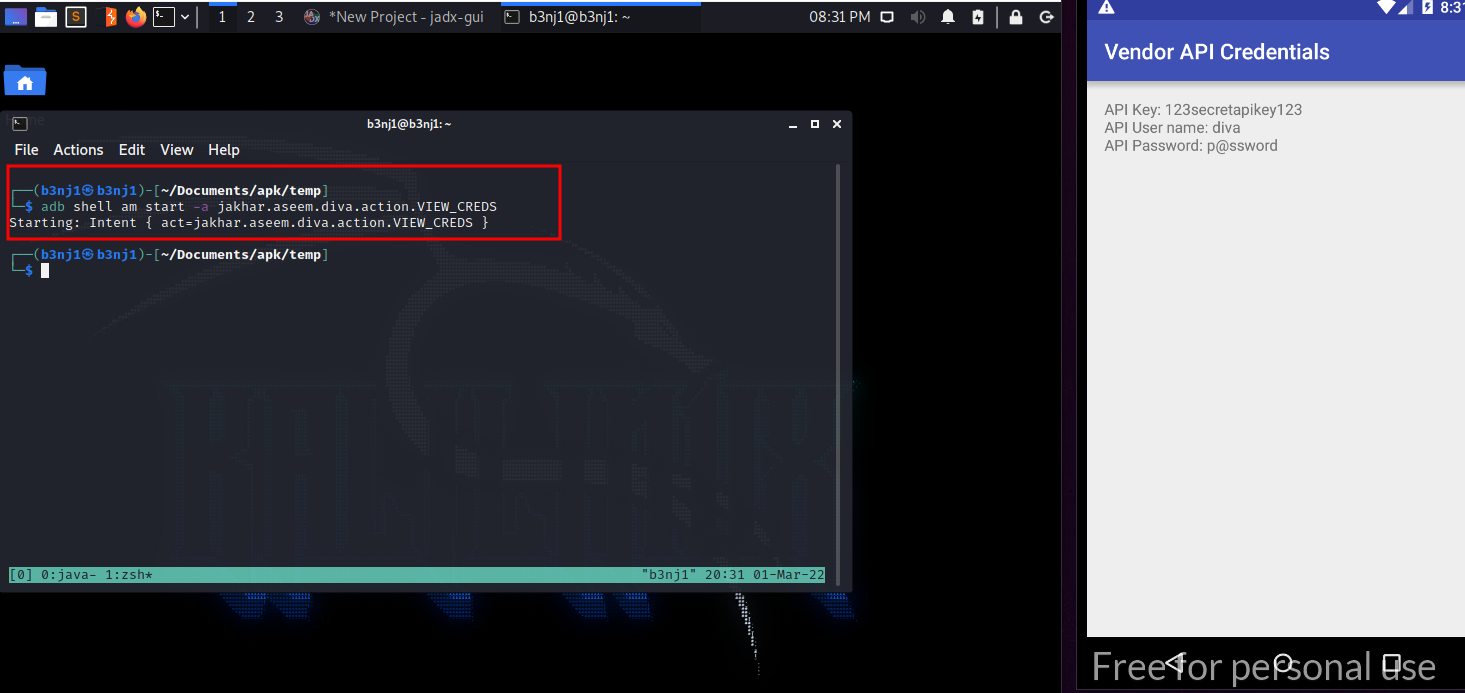 1 2 3 *New Project - jadx-gui b3nj1@b3nj1: ~ 08:31 PM
b3nj1@b3nj1:~
File Actions Edit View Help
┌──(b3nj1㉿b3nj1)-[~/Documents/apk/temp]
└─$ adb shell am start -a jakhar.aseem.diva.action.VIEW_CREDS
Starting: Intent { act=jakhar.aseem.diva.action.VIEW_CREDS }
┌──(b3nj1㉿b3nj1)-[~/Documents/apk/temp]
└─$
[0] 0:java- 1:zsh* "b3nj1" 20:31 01-Mar-22
8:31
Vendor API Credentials
API Key: 123secretapikey123
API User name: diva
API Password: p@ssword
Free for personal use